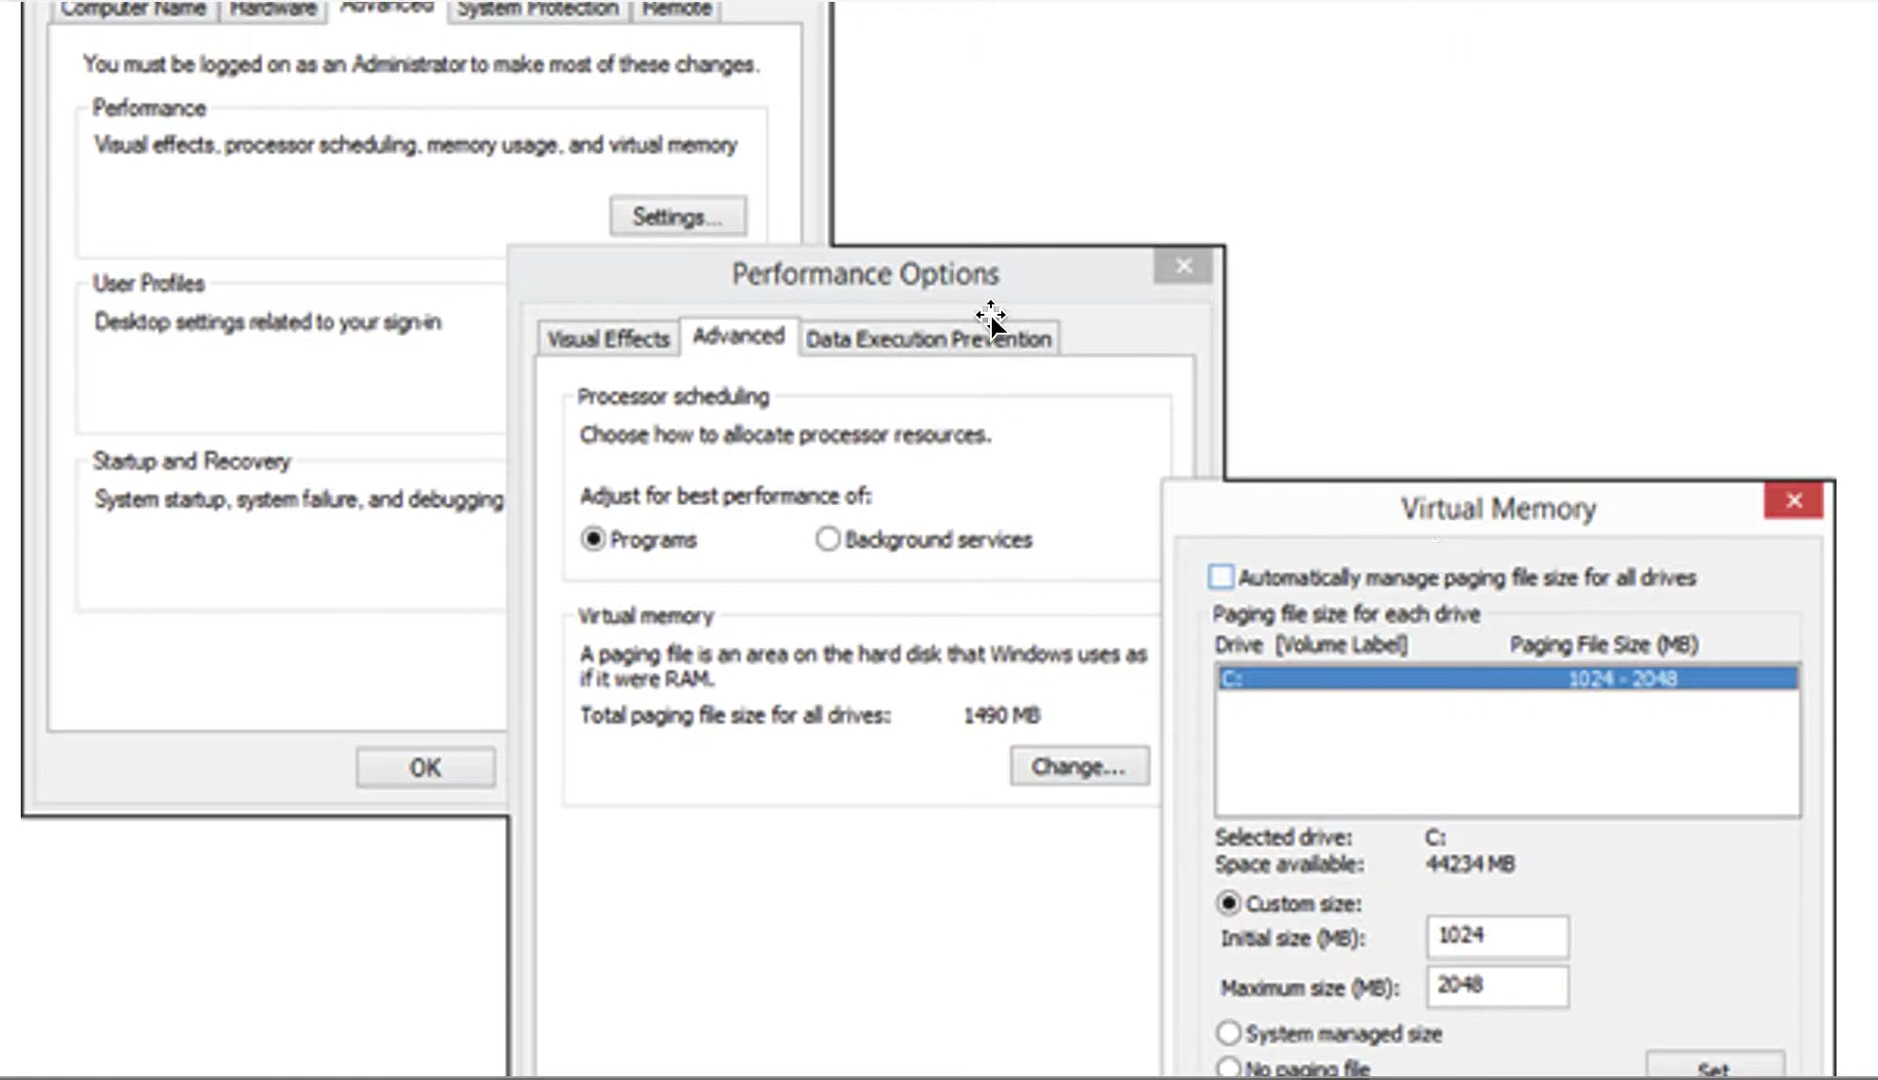 Computer Name Hardware Advanced System Protection Remote
You must be logged on as an Administrator to make most of these changes.
Performance
Visual effects, processor scheduling, memory usage, and virtual memory
Settings...
User Profiles
Desktop settings related to your sign-in
Startup and Recovery
System startup, system failure, and debugging
OK
Performance Options
Visual Effects Advanced Data Execution Prevention
Processor scheduling
Choose how to allocate processor resources.
Adjust for best performance of:
Programs Background services
Virtual memory
A paging file is an area on the hard disk that Windows uses as
if it were RAM.
Total paging file size for all drives: 1490 MB
Change...
Virtual Memory
Automatically manage paging file size for all drives
Paging file size for each drive
Drive [Volume Label] Paging File Size (MB)
C: 1024 - 2048
Selected drive: C:
Space available: 44234 MB
Custom size:
Initial size (MB): 1024
Maximum size (MB): 2048
System managed size
No paging file Set